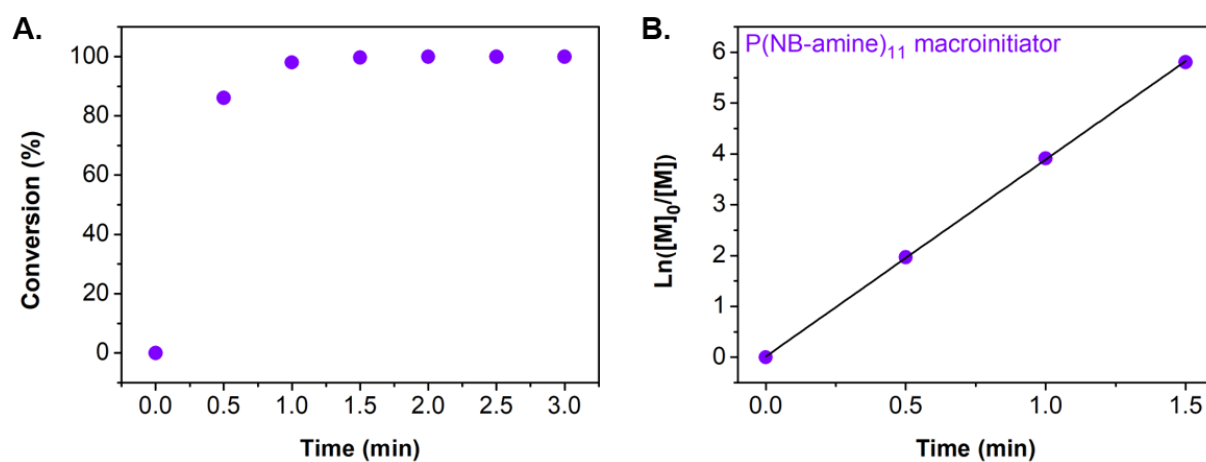 A.
Conversion (%)
100
80
60
40
20
0
0.0 0.5 1.0 1.5 2.0 2.5 3.0
Time (min)
B.
P(NB-amine)₁₁ macroinitiator
Ln([M]₀/[M])
6
5
4
3
2
1
0
0.0 0.5 1.0 1.5
Time (min)